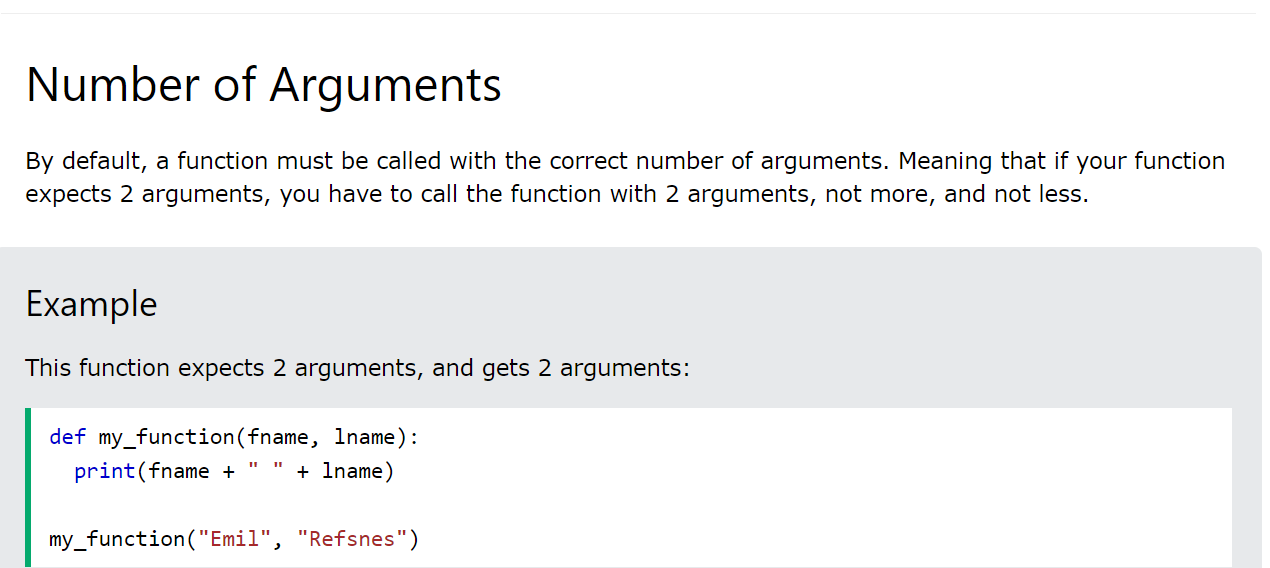 Number of Arguments
By default, a function must be called with the correct number of arguments. Meaning that if your function
expects 2 arguments, you have to call the function with 2 arguments, not more, and not less.
Example
This function expects 2 arguments, and gets 2 arguments:
def my_function(fname, lname):
  print(fname + " " + lname)
my_function("Emil", "Refsnes")